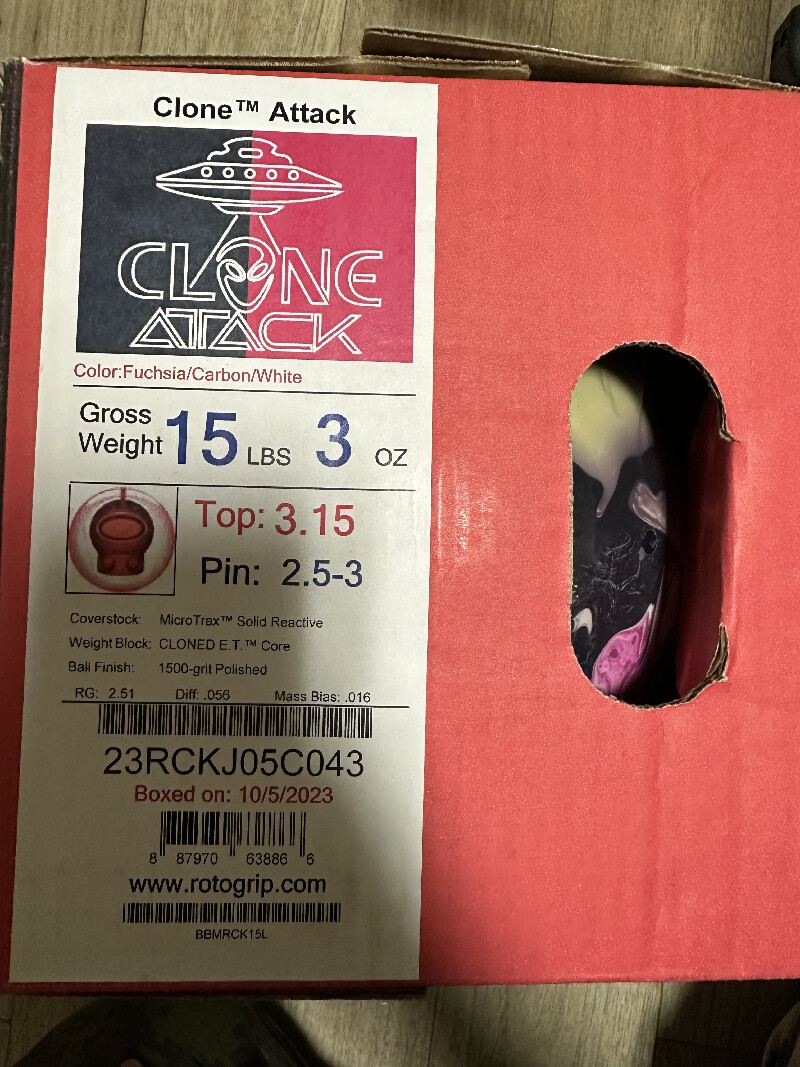 Clone™ Attack
CLONE
ATTACK
Color:Fuchsia/Carbon/White
Gross Weight 15 LBS 3 OZ
Top: 3.15
Pin: 2.5-3
Coverstock: MicroTrax™ Solid Reactive
Weight Block: CLONED E.T.™ Core
Ball Finish: 1500-grit Polished
RG: 2.51 Diff: .056 Mass Bias: .016
23RCKJ05C043
Boxed on: 10/5/2023
8 87970 63886 6
www.rotogrip.com
BBMRCK15L